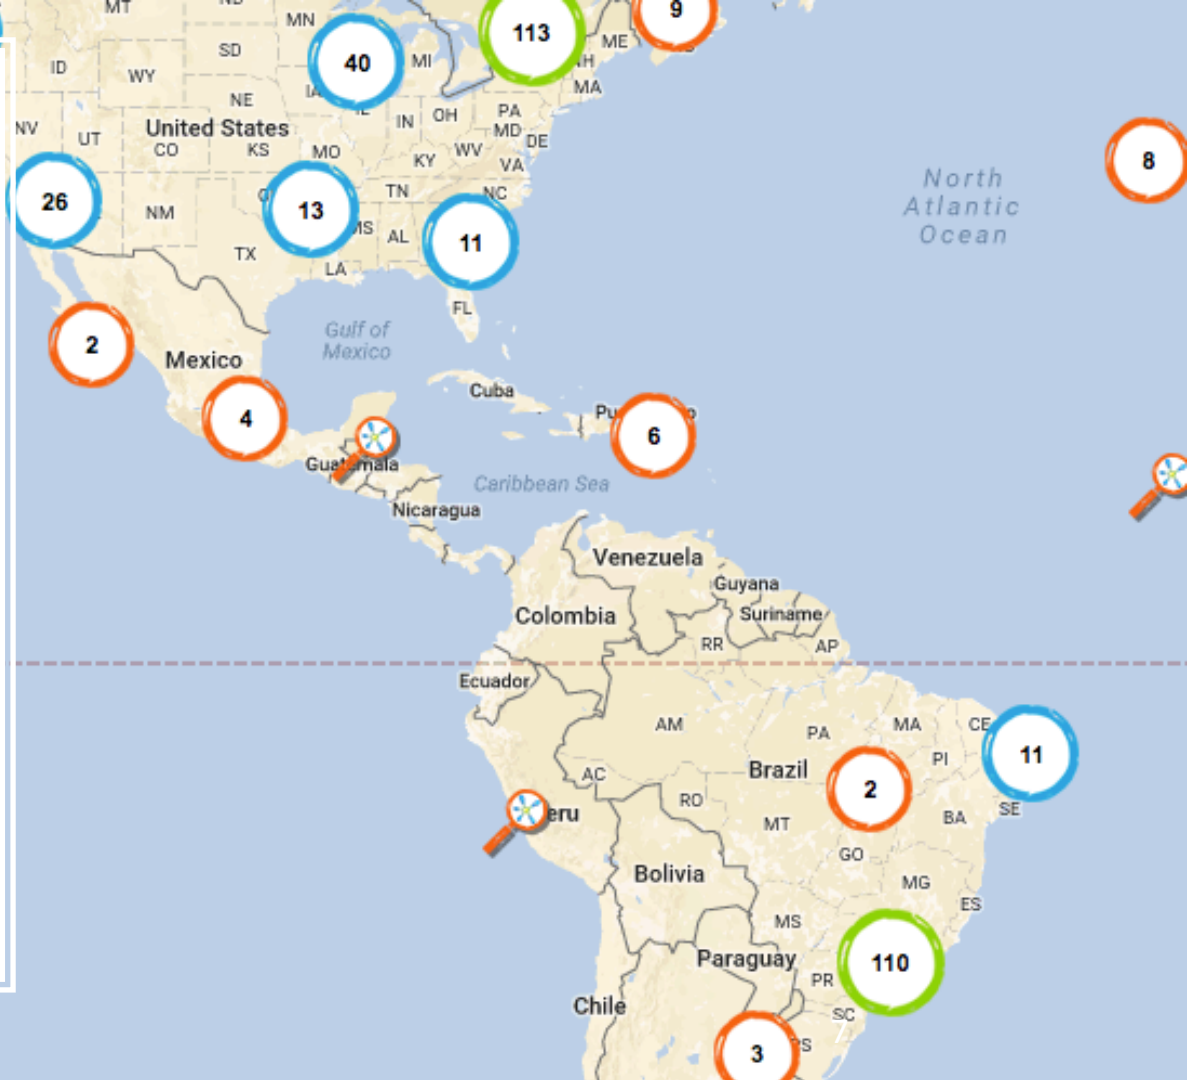 MT
MN
9
113
ME
40
MI
SD
ID
WY
MA
NE
OH
PA
IN
NV
United States
MD
DE
UT
CO
KS
MO
KY
WV
VA
8
North
Atlantic
Ocean
TN
NC
26
NM
13
AL
11
TX
LA
FL
Gulf of
Mexico
2
Mexico
Cuba
4
6
Guatemala
Caribbean Sea
Nicaragua
Venezuela
Guyana
Colombia
Suriname
RR
AP
Ecuador
AM
PA
MA
CE
11
PI
Brazil
AC
2
RO
SE
eru
MT
BA
GO
Bolivia
MG
ES
MS
Paraguay
110
PR
Chile
SC
3